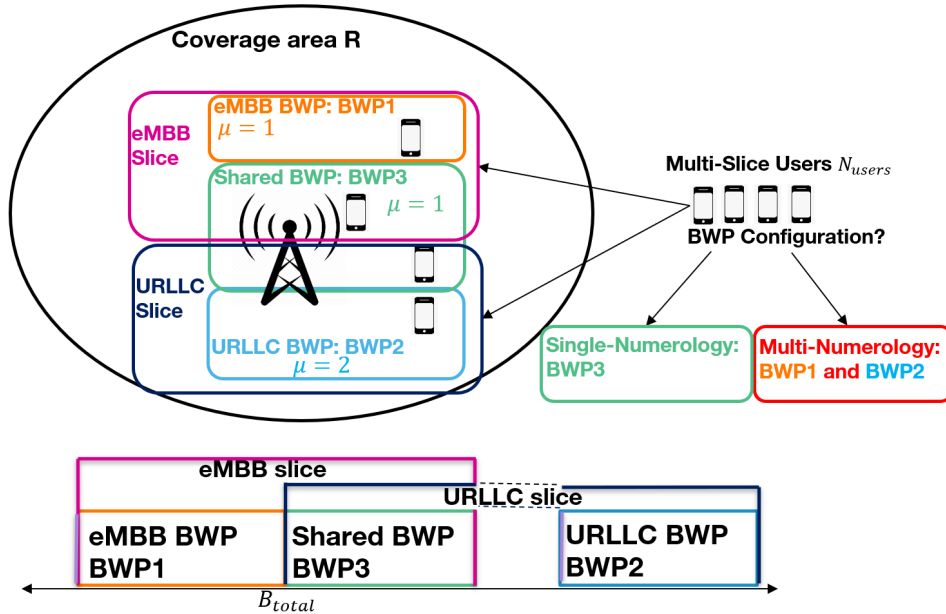 Coverage area R
eMBB BWP: BWP1
μ = 1
eMBB
Slice
Shared BWP: BWP3
μ = 1
URLLC
Slice
URLLC BWP: BWP2
μ = 2
Multi-Slice Users N_users
BWP Configuration?
Single-Numerology:
BWP3
Multi-Numerology:
BWP1 and BWP2
eMBB slice
URLLC slice
eMBB BWP
BWP1
Shared BWP
BWP3
URLLC BWP
BWP2
B_total